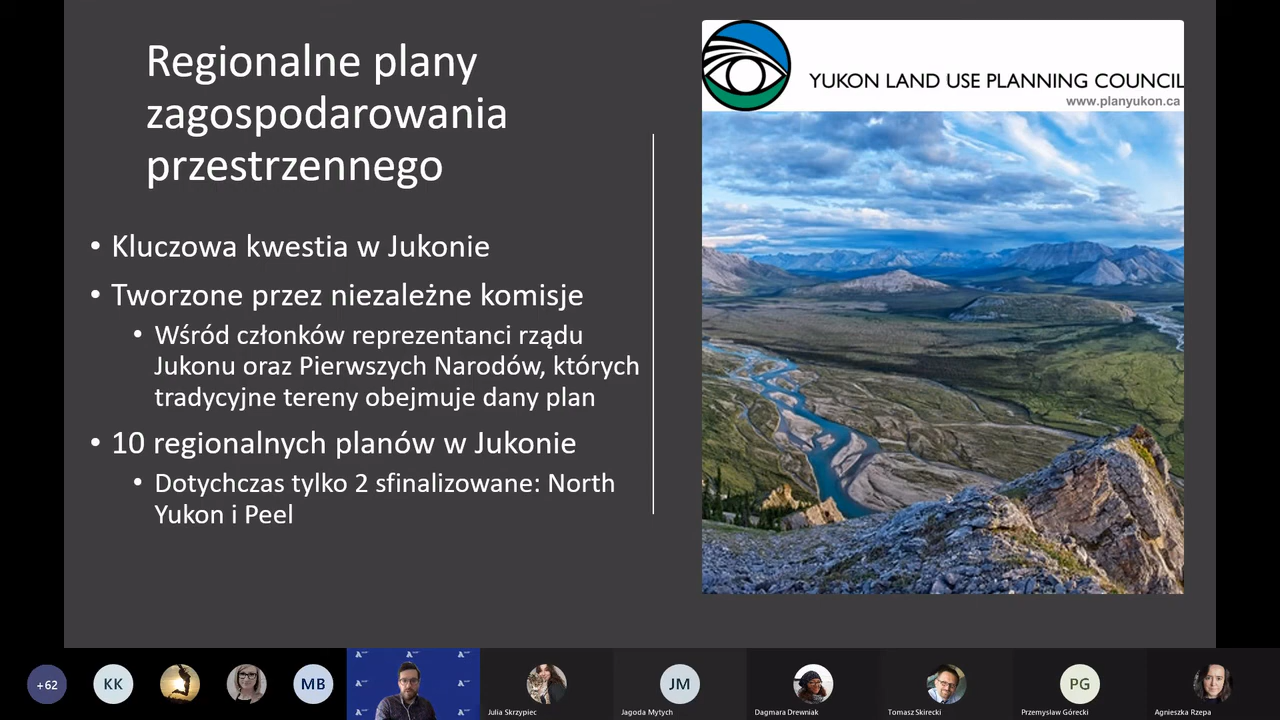 Regionalne plany
zagospodarowania
przestrzennego
• Kluczowa kwestia w Jukonie
• Tworzone przez niezależne komisje
• Wśród członków reprezentanci rządu
Jukonu oraz Pierwszych Narodów, których
tradycyjne tereny obejmuje dany plan
• 10 regionalnych planów w Jukonie
• Dotychczas tylko 2 sfinalizowane: North
Yukon i Peel
YUKON LAND USE PLANNING COUNCIL
www.planyukon.ca
+62
KK
MB
JM
PG
Julia Skrzypiec
Jagoda Mytych
Dagmara Drewniak
Tomasz Skirecki
Przemysław Górecki
Agnieszka Rzepa